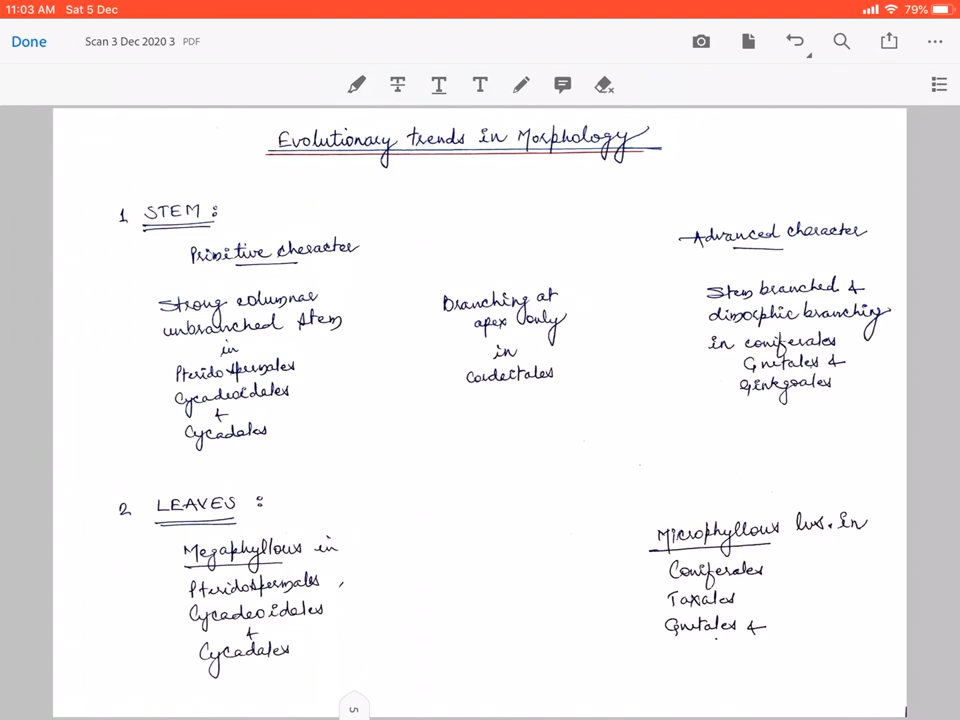 11:03 AM Sat 5 Dec 79%
Done Scan 3 Dec 2020 3 PDF
Evolutionary trends in Morphology
1 STEM :
Primitive character
Advanced character
Strong columnar
unbranched stem
in
Pteridospermales
Cycadeoidales
&
Cycadales
Branching at
apex only
in
Cordectales
Stem branched &
dimorphic branching
in coniferales
Gnetales &
Ginkgoales
2 LEAVES :
Megaphyllous in
Pteridospermales ,
Cycadeoidales
&
Cycadales
Microphyllous lvs. in
Coniferales
Taxales
Gnetales &
5